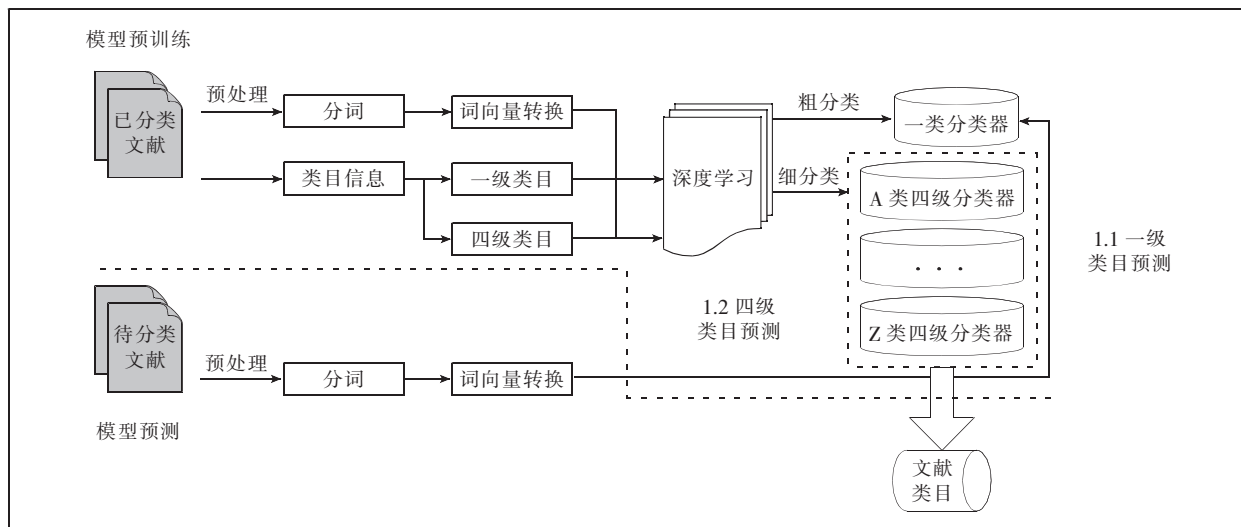 模型预训练
已分类
文献
预处理
分词
词向量转换
类目信息
一级类目
四级类目
深度学习
粗分类
一类分类器
细分类
A 类四级分类器
· · ·
Z 类四级分类器
1.1 一级
类目预测
1.2 四级
类目预测
待分类
文献
预处理
分词
词向量转换
模型预测
文献
类目